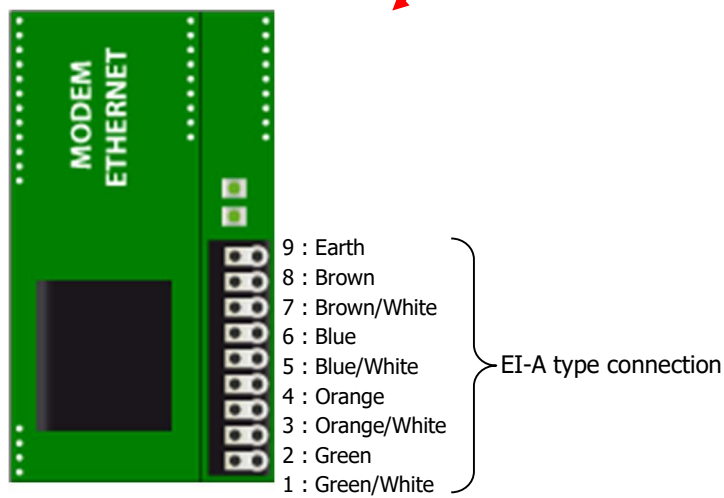 MODEM
ETHERNET
9 : Earth
8 : Brown
7 : Brown/White
6 : Blue
5 : Blue/White
4 : Orange
3 : Orange/White
2 : Green
1 : Green/White
EI-A type connection